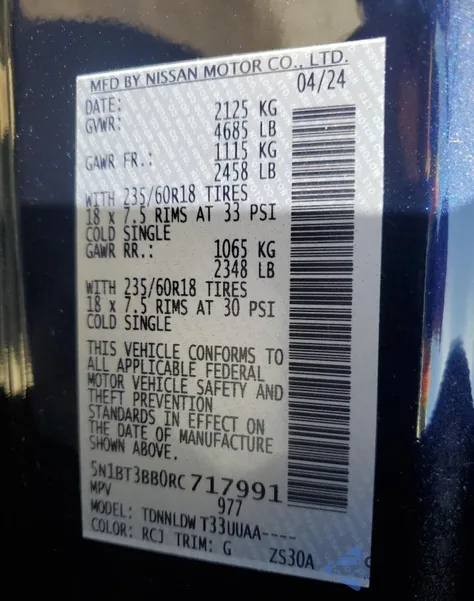 MFD BY NISSAN MOTOR CO., LTD.
DATE: 04/24
GVWR: 2125 KG
4685 LB
GAWR FR.: 1115 KG
2458 LB
WITH 235/60R18 TIRES
18 x 7.5 RIMS AT 33 PSI
COLD SINGLE
GAWR RR.: 1065 KG
2348 LB
WITH 235/60R18 TIRES
18 x 7.5 RIMS AT 30 PSI
COLD SINGLE
THIS VEHICLE CONFORMS TO
ALL APPLICABLE FEDERAL
MOTOR VEHICLE SAFETY AND
THEFT PREVENTION
STANDARDS IN EFFECT ON
THE DATE OF MANUFACTURE
SHOWN ABOVE.
5N1BT3BB0RC717991
MPV 977
MODEL: TDNNLDW T33UUAA----
COLOR: RCJ TRIM: G ZS30A